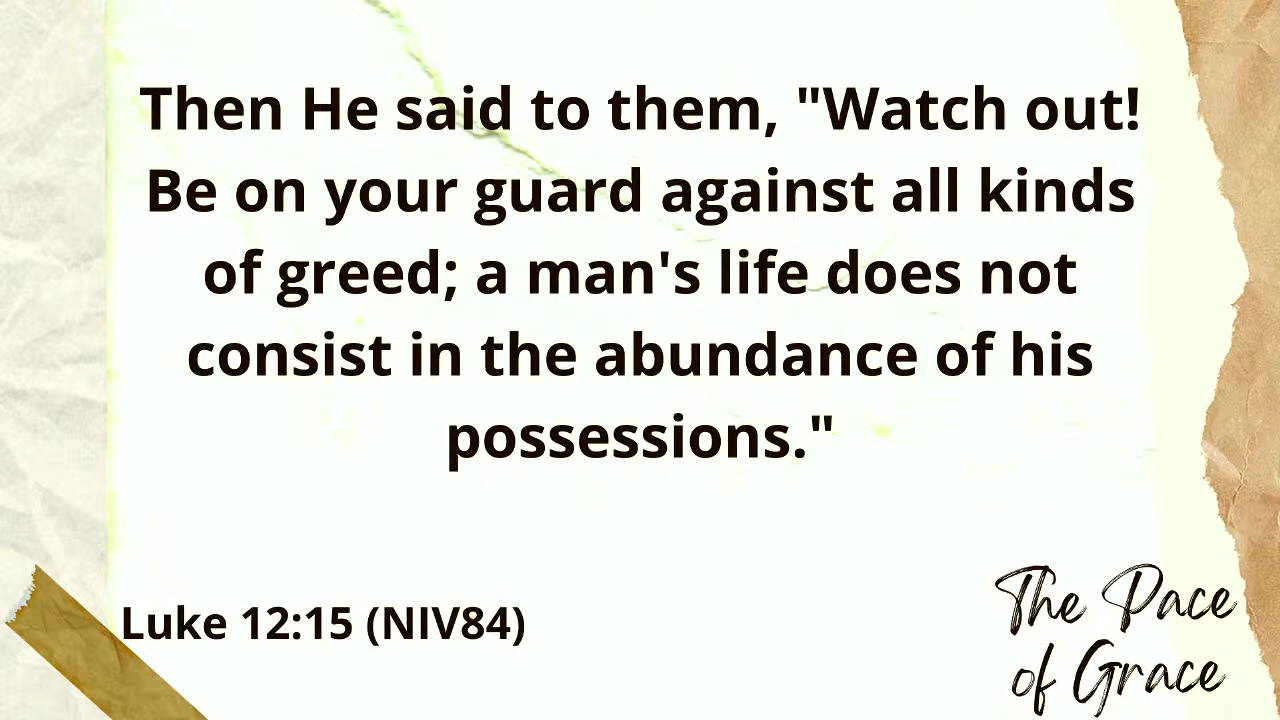 Then He said to them, "Watch out!
Be on your guard against all kinds
of greed; a man's life does not
consist in the abundance of his
possessions."
Luke 12:15 (NIV84)
The Pace
of Grace